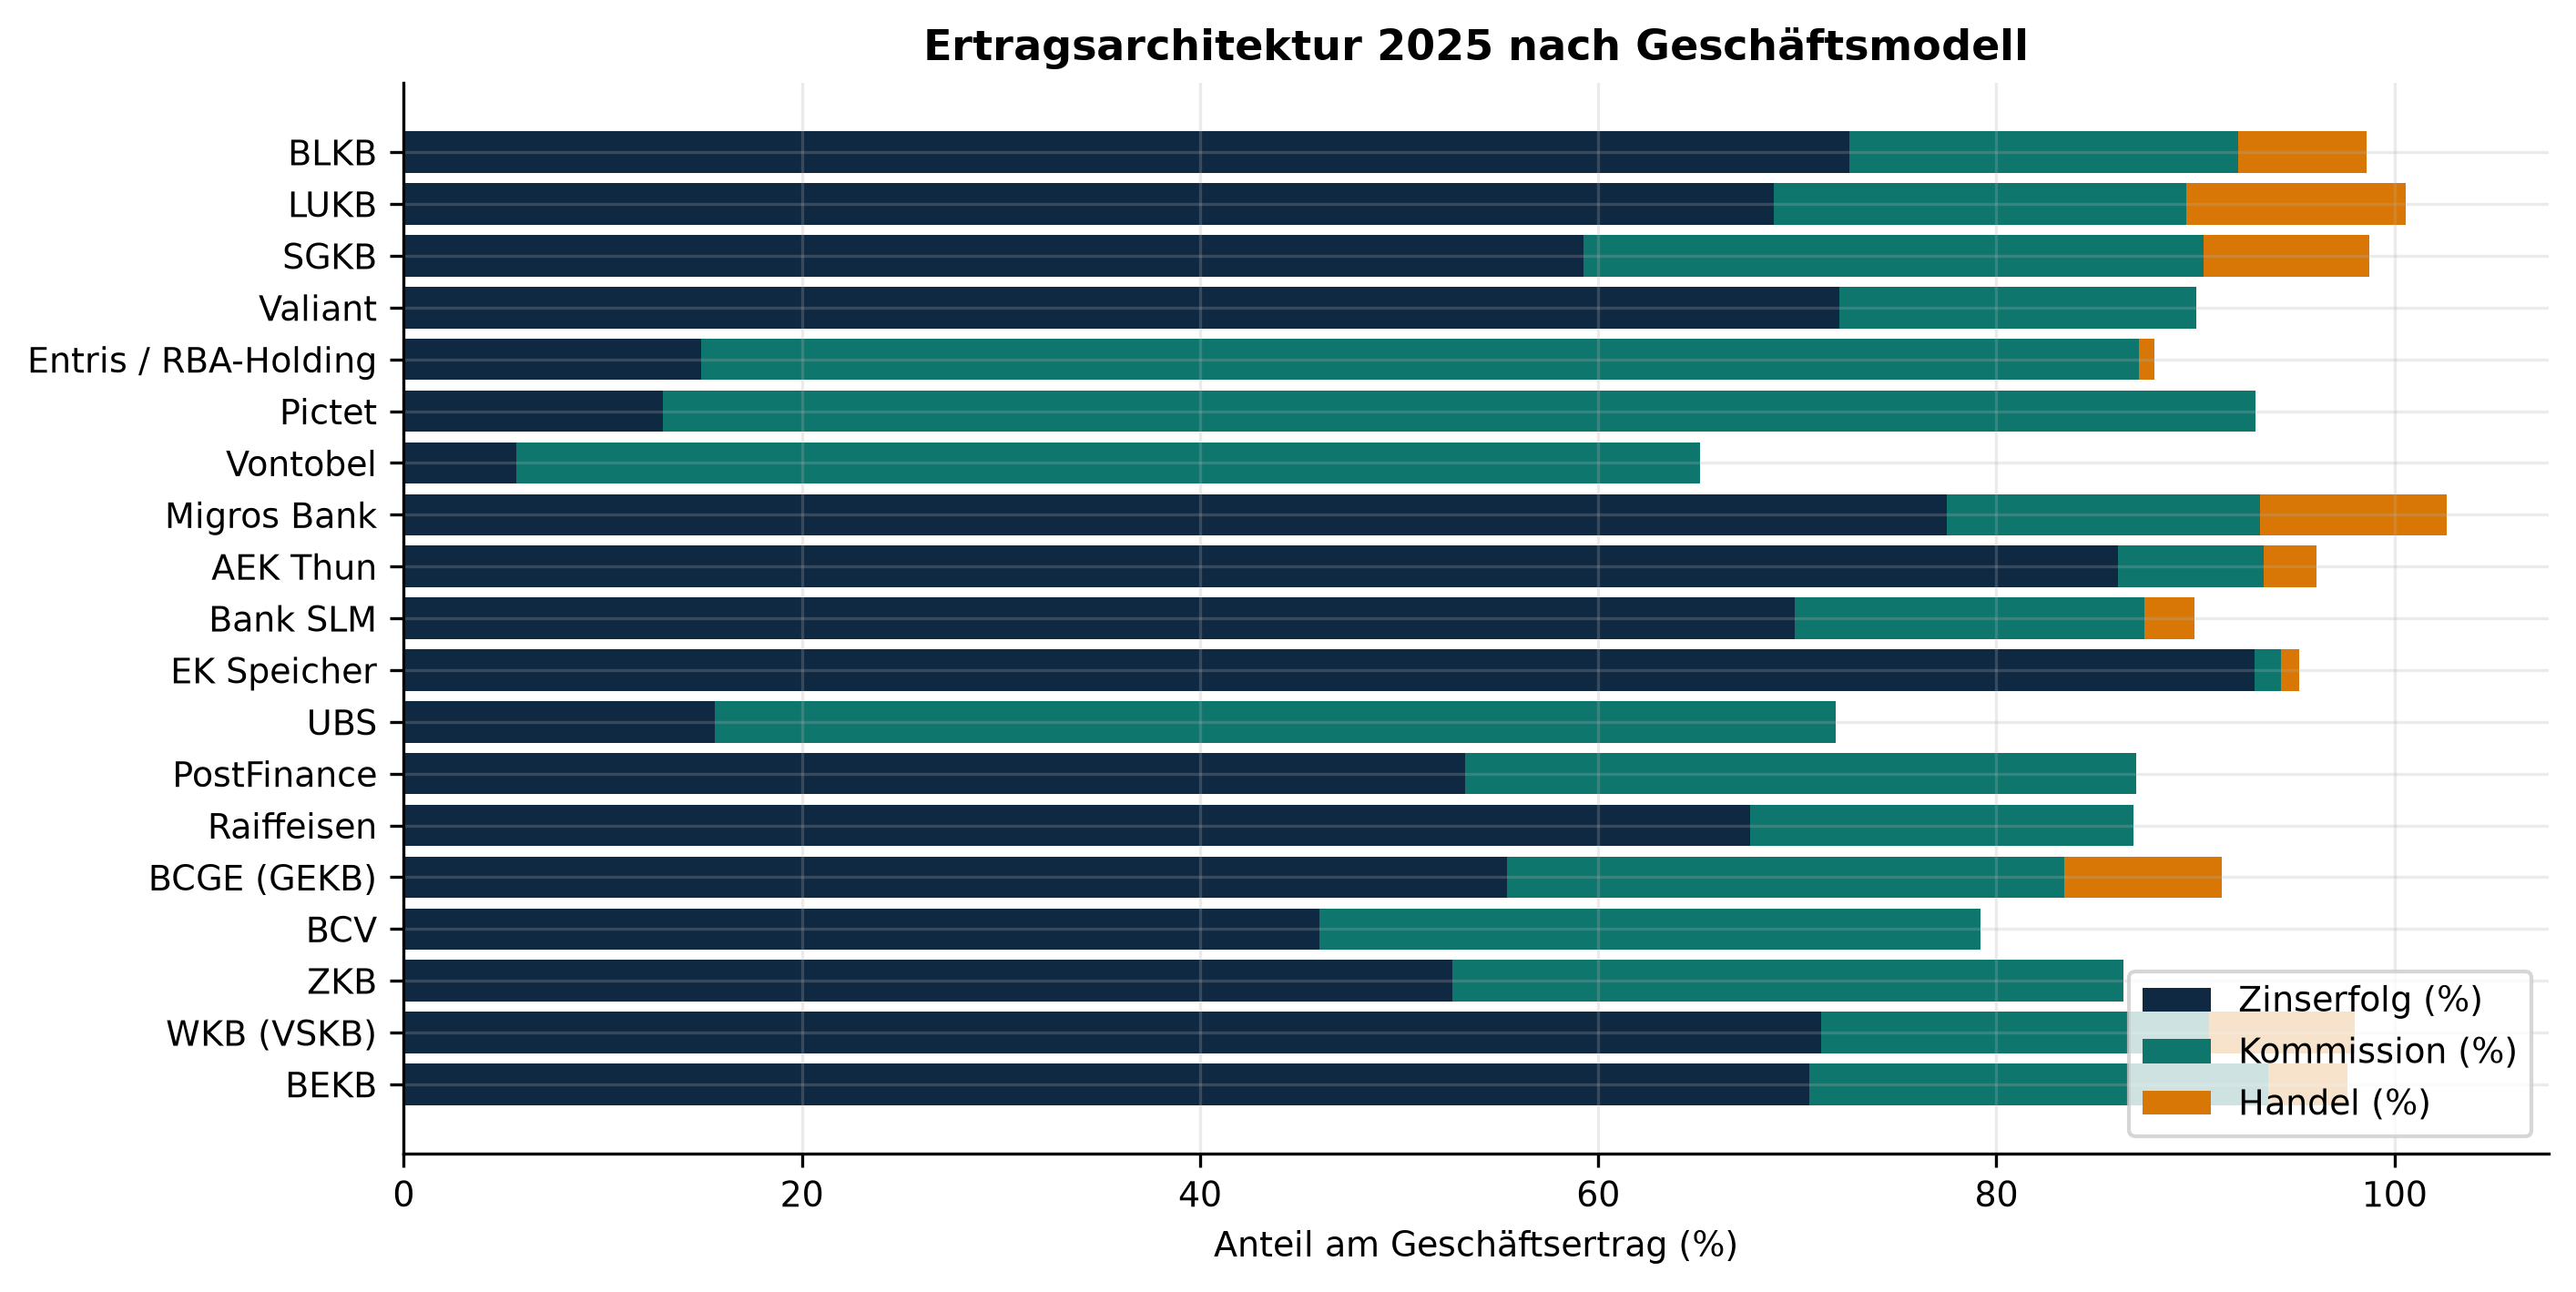 Ertragsarchitektur 2025 nach Geschäftsmodell
BLKB
LUKB
SGKB
Valiant
Entris / RBA-Holding
Pictet
Vontobel
Migros Bank
AEK Thun
Bank SLM
EK Speicher
UBS
PostFinance
Raiffeisen
BCGE (GEKB)
BCV
ZKB
WKB (VSKB)
BEKB
Zinserfolg (%)
Kommission (%)
Handel (%)
0 20 40 60 80 100
Anteil am Geschäftsertrag (%)